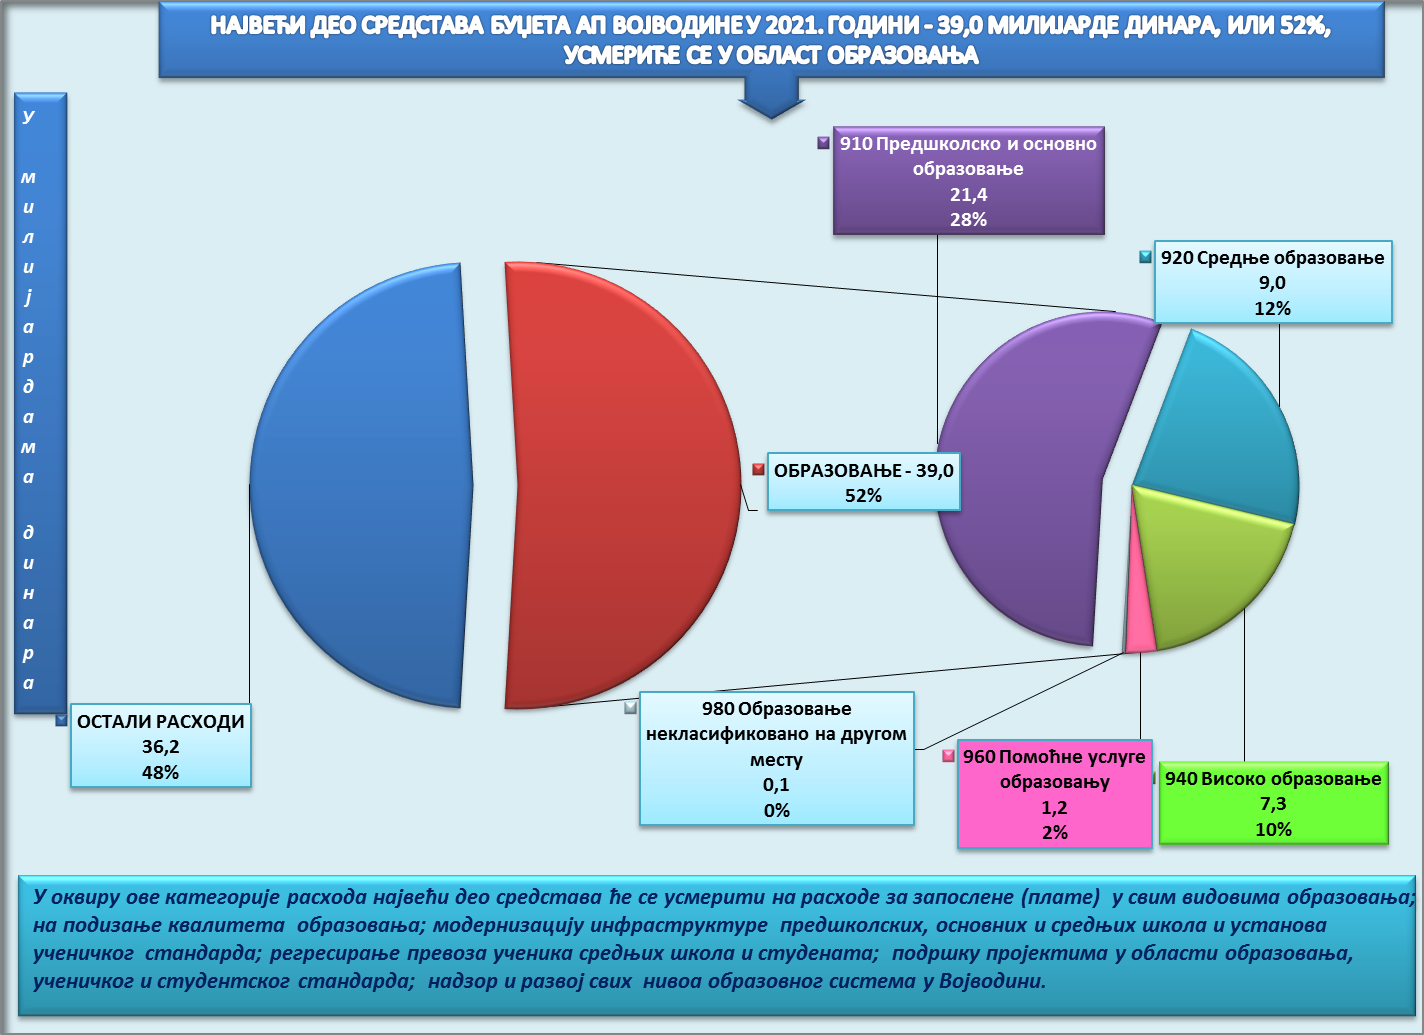 НАЈВЕЋИ ДЕО СРЕДСТАВА БУЏЕТА АП ВОЈВОДИНЕ У 2021. ГОДИНИ - 39,0 МИЛИЈАРДЕ ДИНАРА, ИЛИ 52%,
УСМЕРИЋЕ СЕ У ОБЛАСТ ОБРАЗОВАЊА
У милијардама динара
910 Предшколско и основно
образовање
21,4
28%
920 Средње образовање
9,0
12%
ОБРАЗОВАЊЕ - 39,0
52%
ОСТАЛИ РАСХОДИ
36,2
48%
980 Образовање
некласификовано на другом
месту
0,1
0%
960 Помоћне услуге
образовању
1,2
2%
940 Високо образовање
7,3
10%
У оквиру ове категорије расхода највећи део средстава ће се усмерити на расходе за запослене (плате) у свим видовима образовања;
на подизање квалитета образовања; модернизацију инфраструктуре предшколских, основних и средњих школа и установа
ученичког стандарда; регресирање превоза ученика средњих школа и студената; подршку пројектима у области образовања,
ученичког и студентског стандарда; надзор и развој свих нивоа образовног система у Војводини.